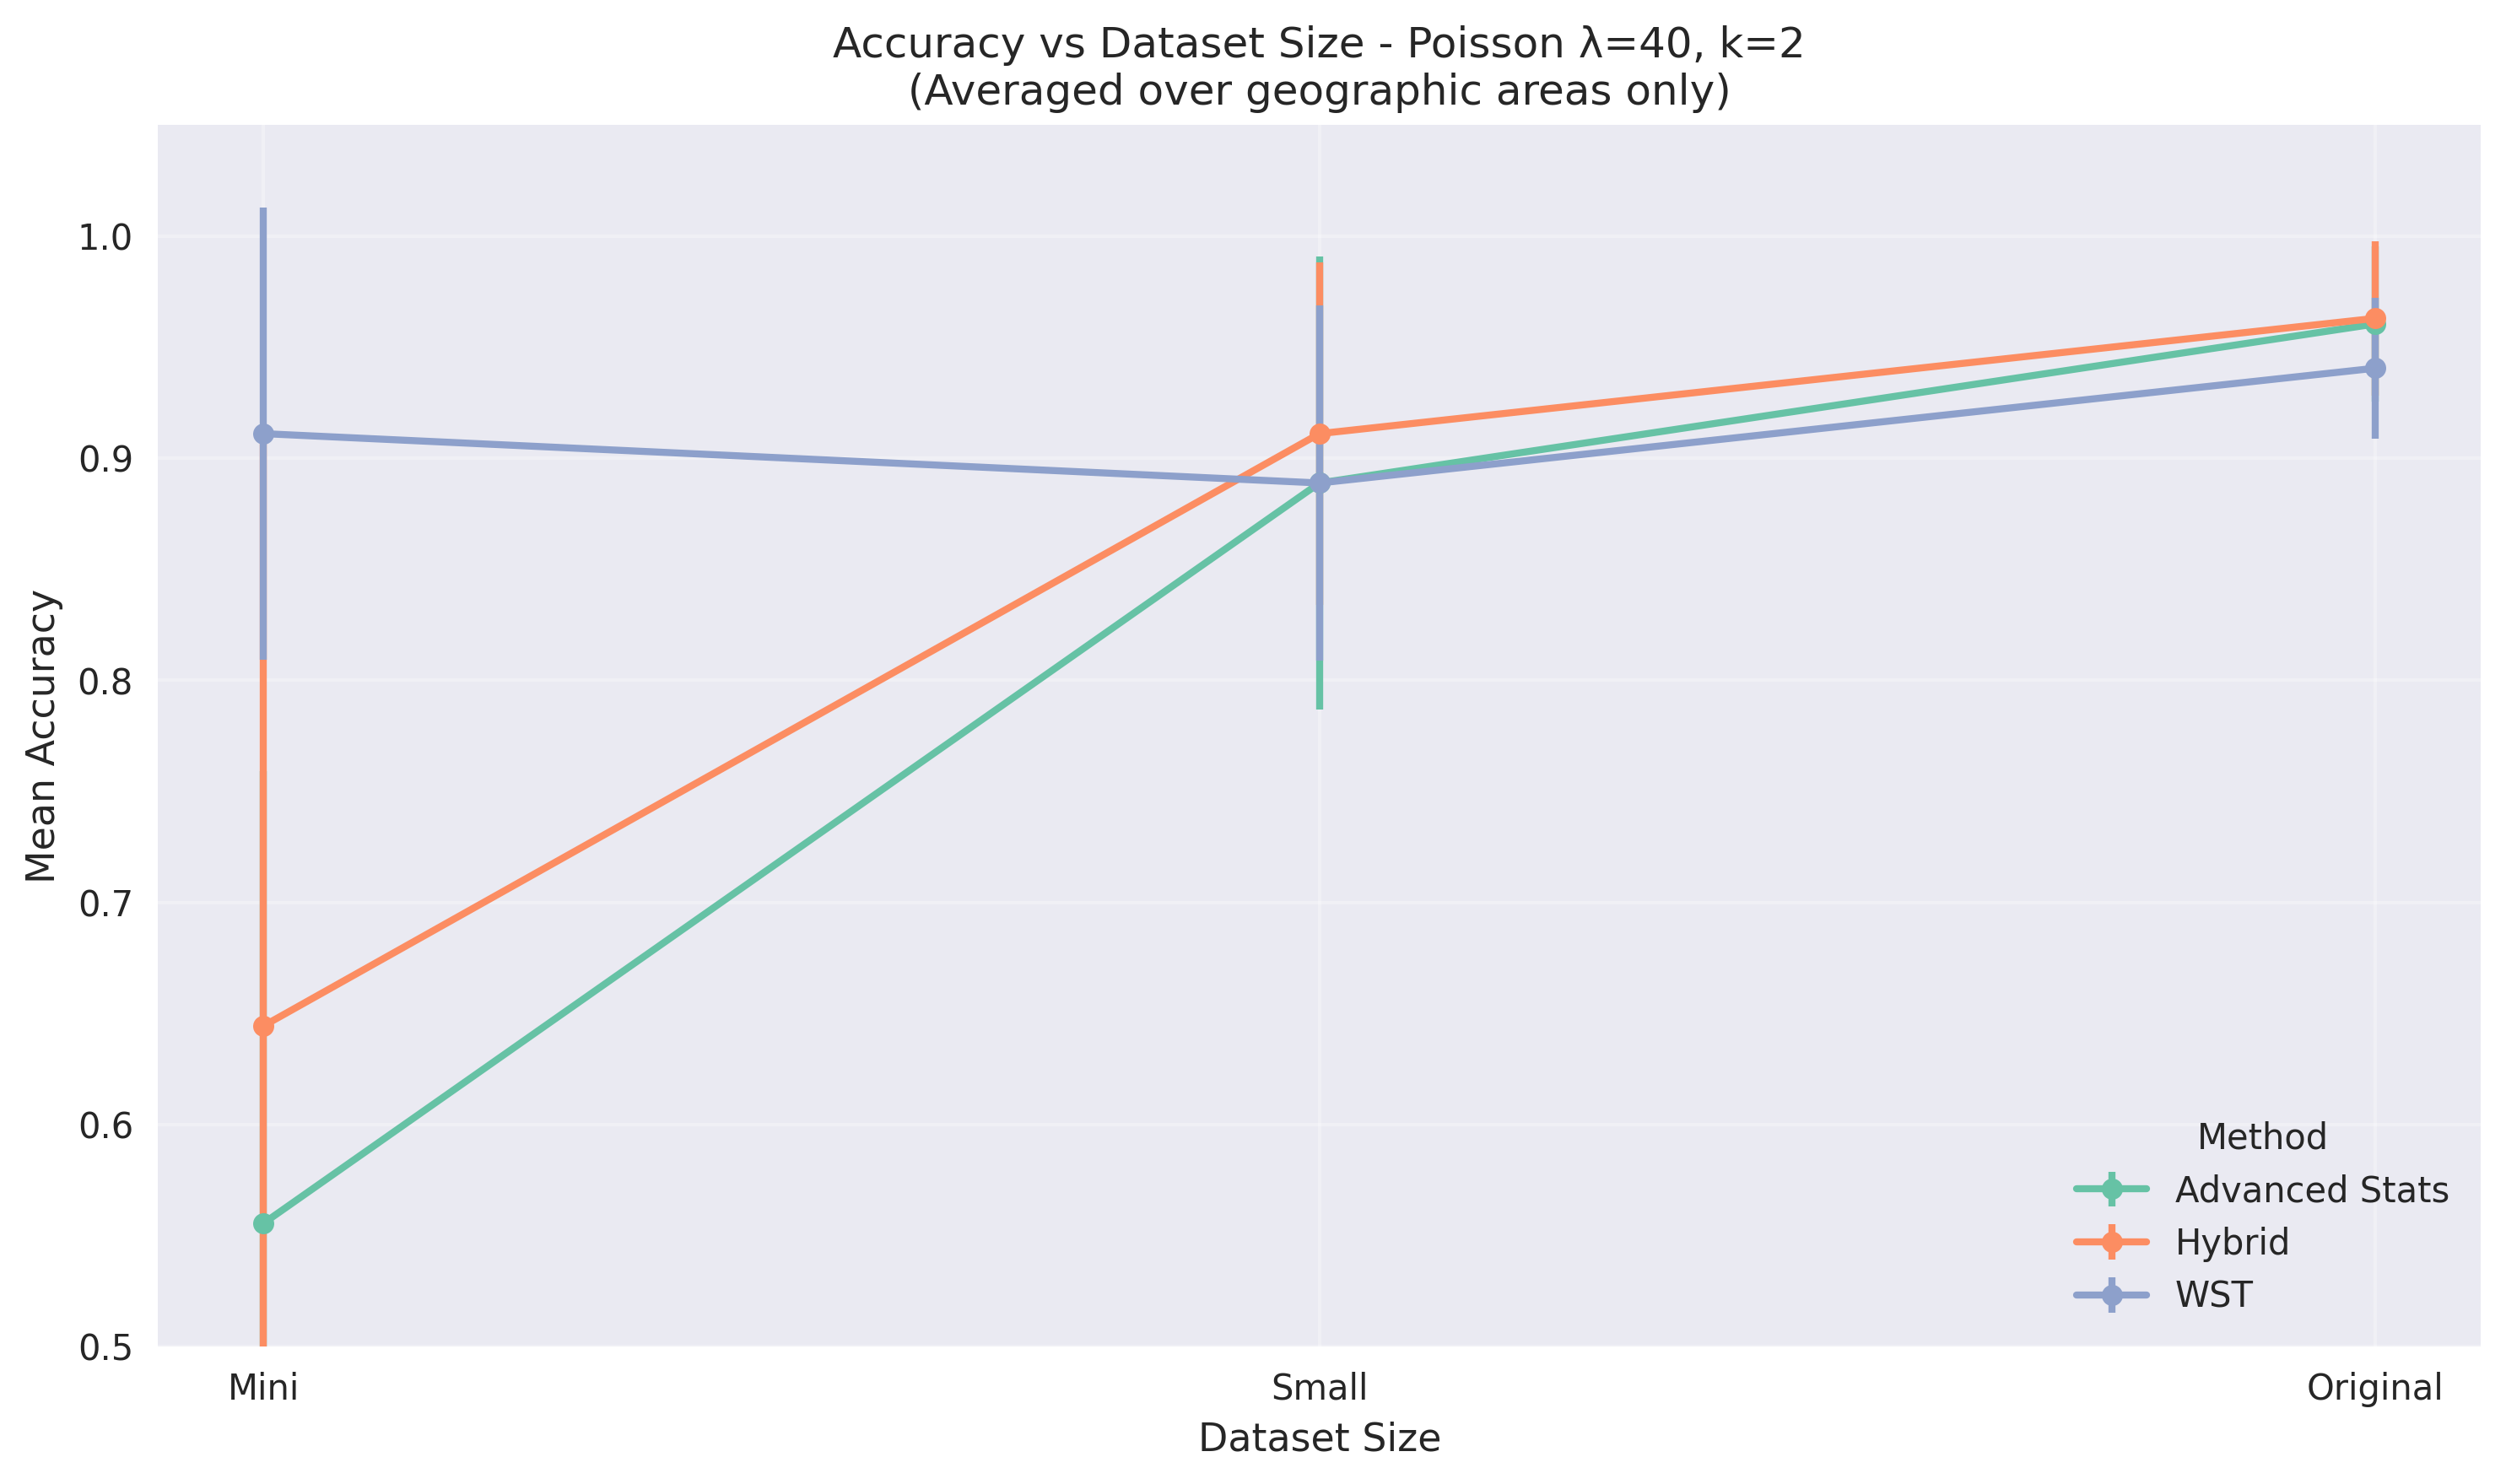 Accuracy vs Dataset Size - Poisson λ=40, k=2
(Averaged over geographic areas only)
Mean Accuracy
1.0
0.9
0.8
0.7
0.6
0.5
Mini
Small
Original
Dataset Size
Method
Advanced Stats
Hybrid
WST